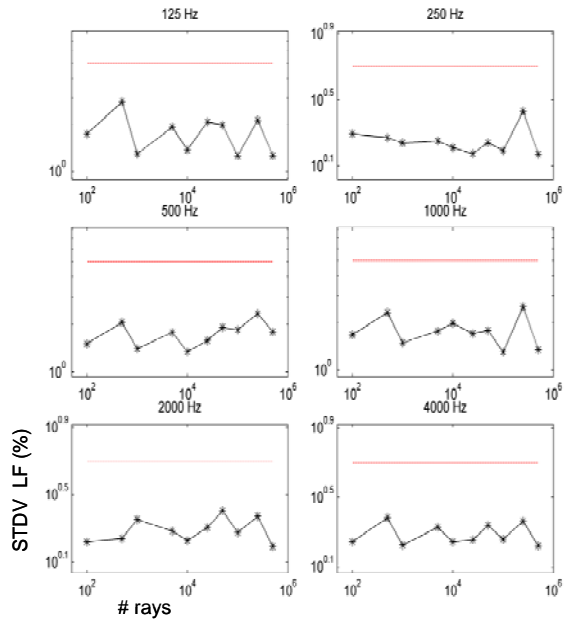 125 Hz 250 Hz
10^0.9
10^0.5
10^0 10^0.1
10^2 10^4 10^6 10^2 10^4 10^6
500 Hz 1000 Hz
10^0 10^0
10^2 10^4 10^6 10^2 10^4 10^6
2000 Hz 4000 Hz
10^0.9 10^0.9
10^0.5 10^0.5
10^0.1 10^0.1
10^2 10^4 10^6 10^2 10^4 10^6
STDV LF (%)
# rays